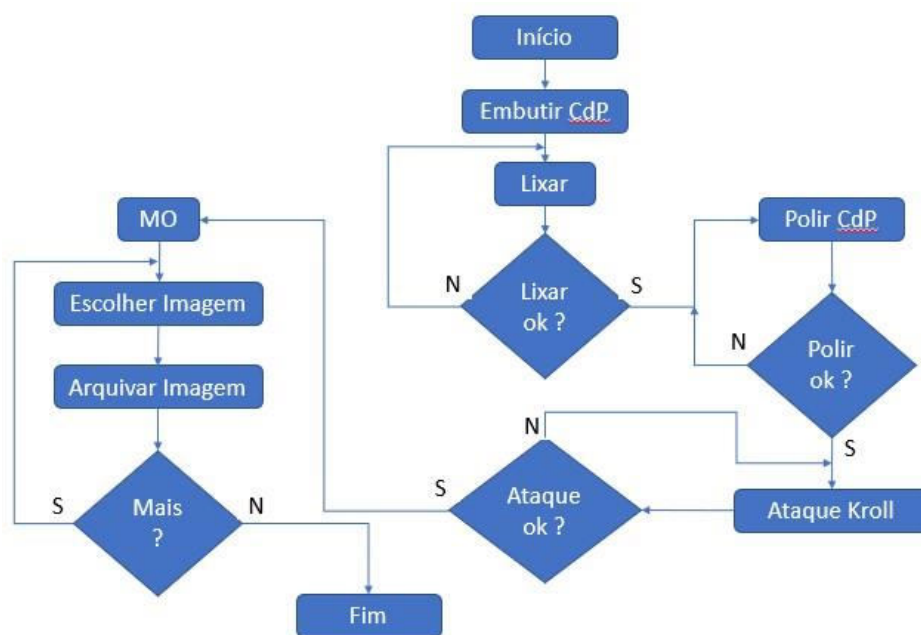 Início
Embutir CdP
Lixar
Lixar
ok ?
N
S
Polir CdP
Polir
ok ?
N
S
Ataque Kroll
Ataque
ok ?
N
S
MO
Escolher Imagem
Arquivar Imagem
Mais
?
S
N
Fim